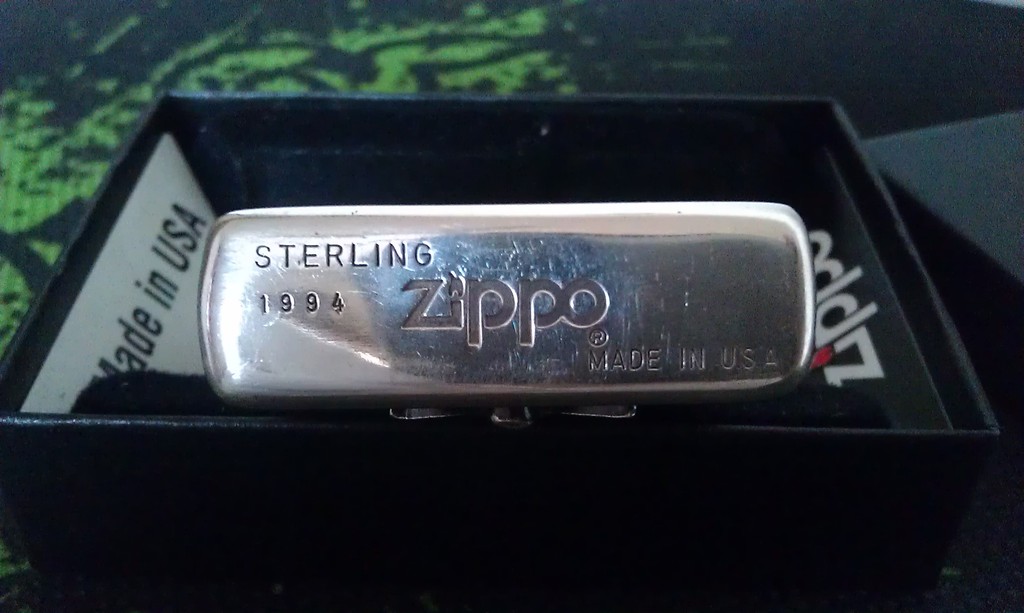 STERLING
1994
Zippo®
MADE IN USA
Made in USA
Zippo